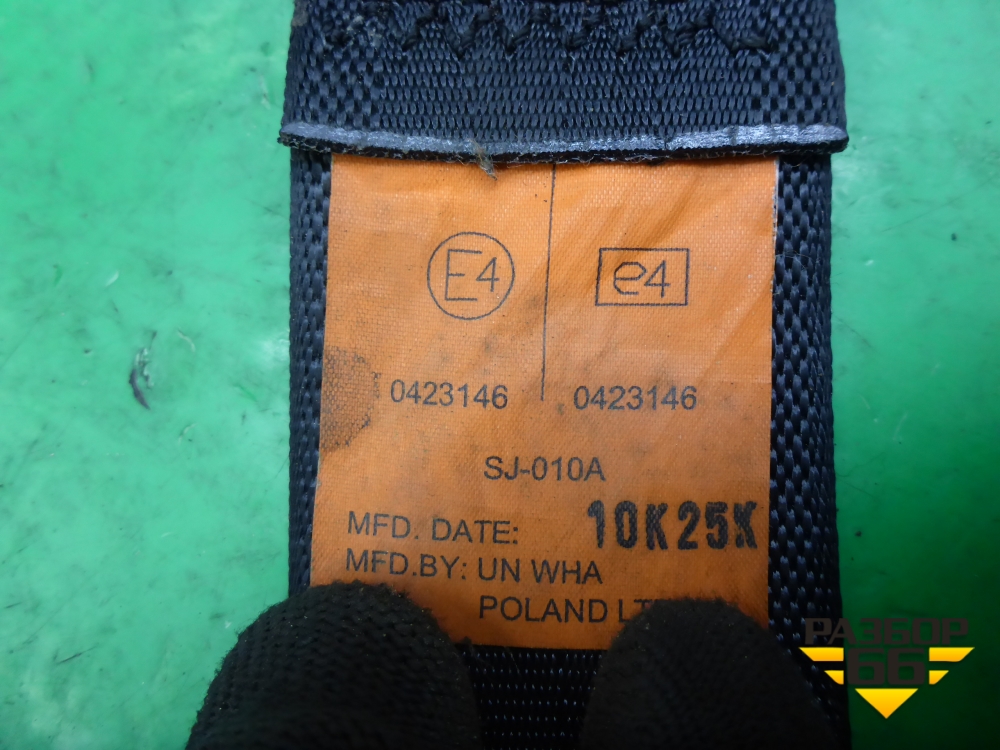 E4 e4
0423146 0423146
SJ-010A
MFD. DATE: 10K25K
MFD.BY: UN WHA
POLAND
РАЗБОР
66